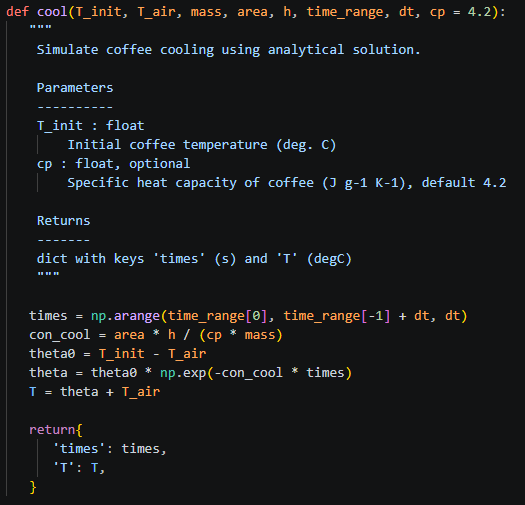 def cool(T_init, T_air, mass, area, h, time_range, dt, cp = 4.2):
    """
     Simulate coffee cooling using analytical solution.

     Parameters
     ----------
     T_init : float
         Initial coffee temperature (deg. C)
     cp : float, optional
         Specific heat capacity of coffee (J g-1 K-1), default 4.2

     Returns
     -------
     dict with keys 'times' (s) and 'T' (degC)
     """

    times = np.arange(time_range[0], time_range[-1] + dt, dt)
    con_cool = area * h / (cp * mass)
    theta0 = T_init - T_air
    theta = theta0 * np.exp(-con_cool * times)
    T = theta + T_air

    return{
        'times': times,
        'T': T,
    }